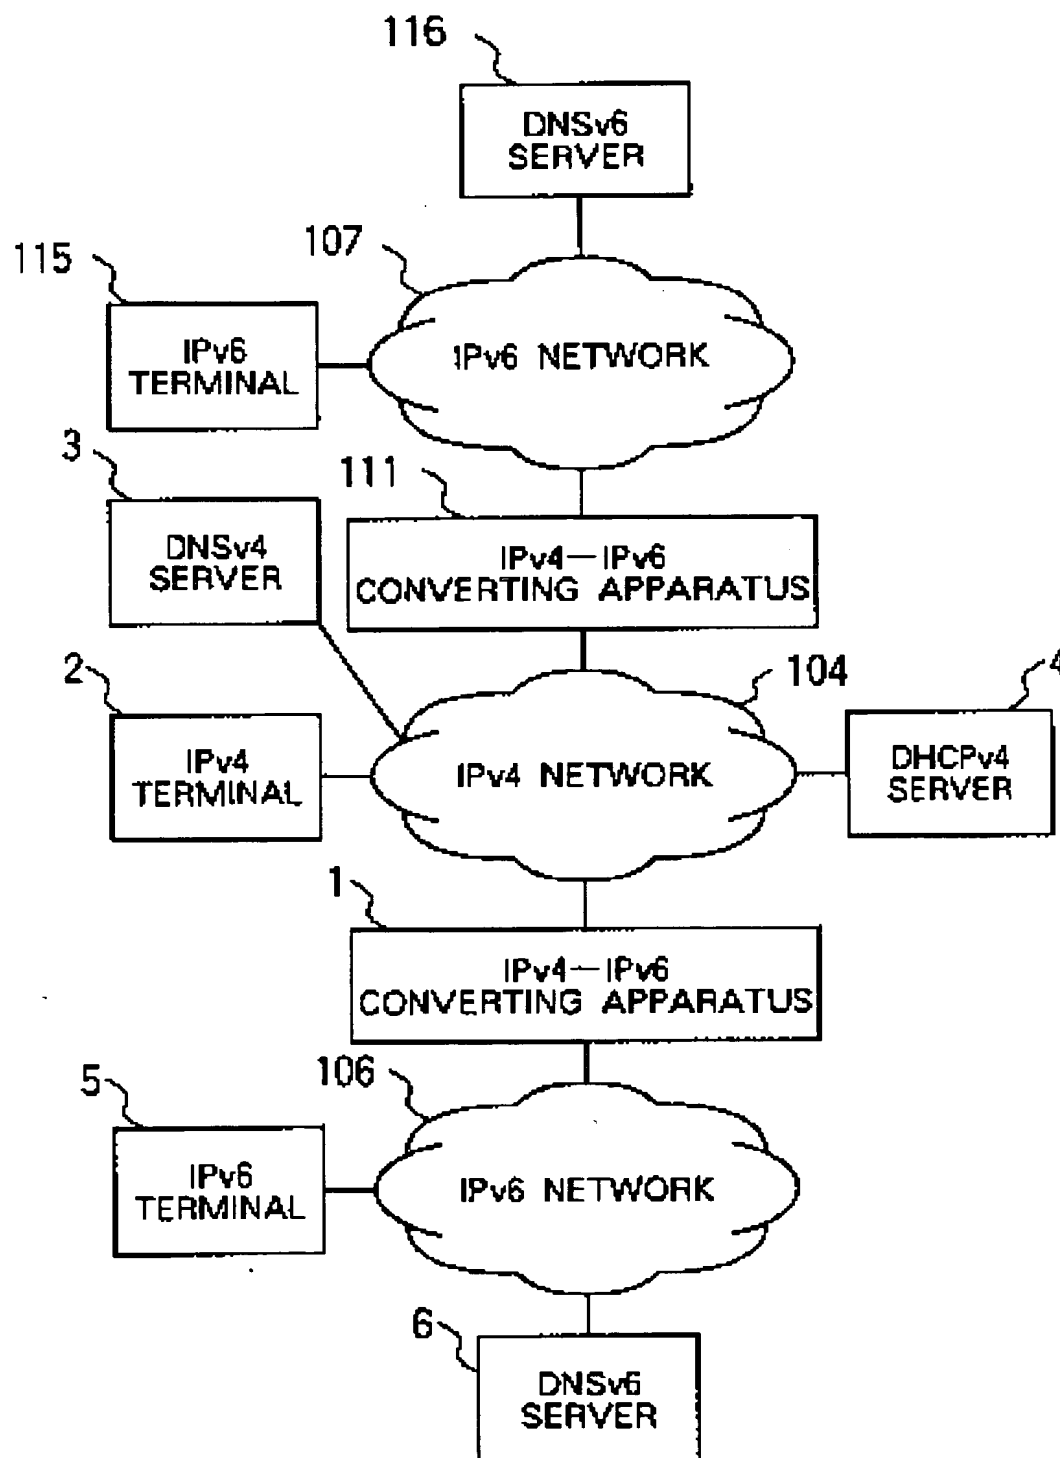 116
DNSv6
SERVER
107
115
IPv6
TERMINAL
IPv6 NETWORK
3
111
DNSv4
SERVER
IPv4—IPv6
CONVERTING APPARATUS
2
104
4
IPv4
TERMINAL
IPv4 NETWORK
DHCPv4
SERVER
1
IPv4—IPv6
CONVERTING APPARATUS
5
106
IPv6
TERMINAL
IPv6 NETWORK
6
DNSv6
SERVER